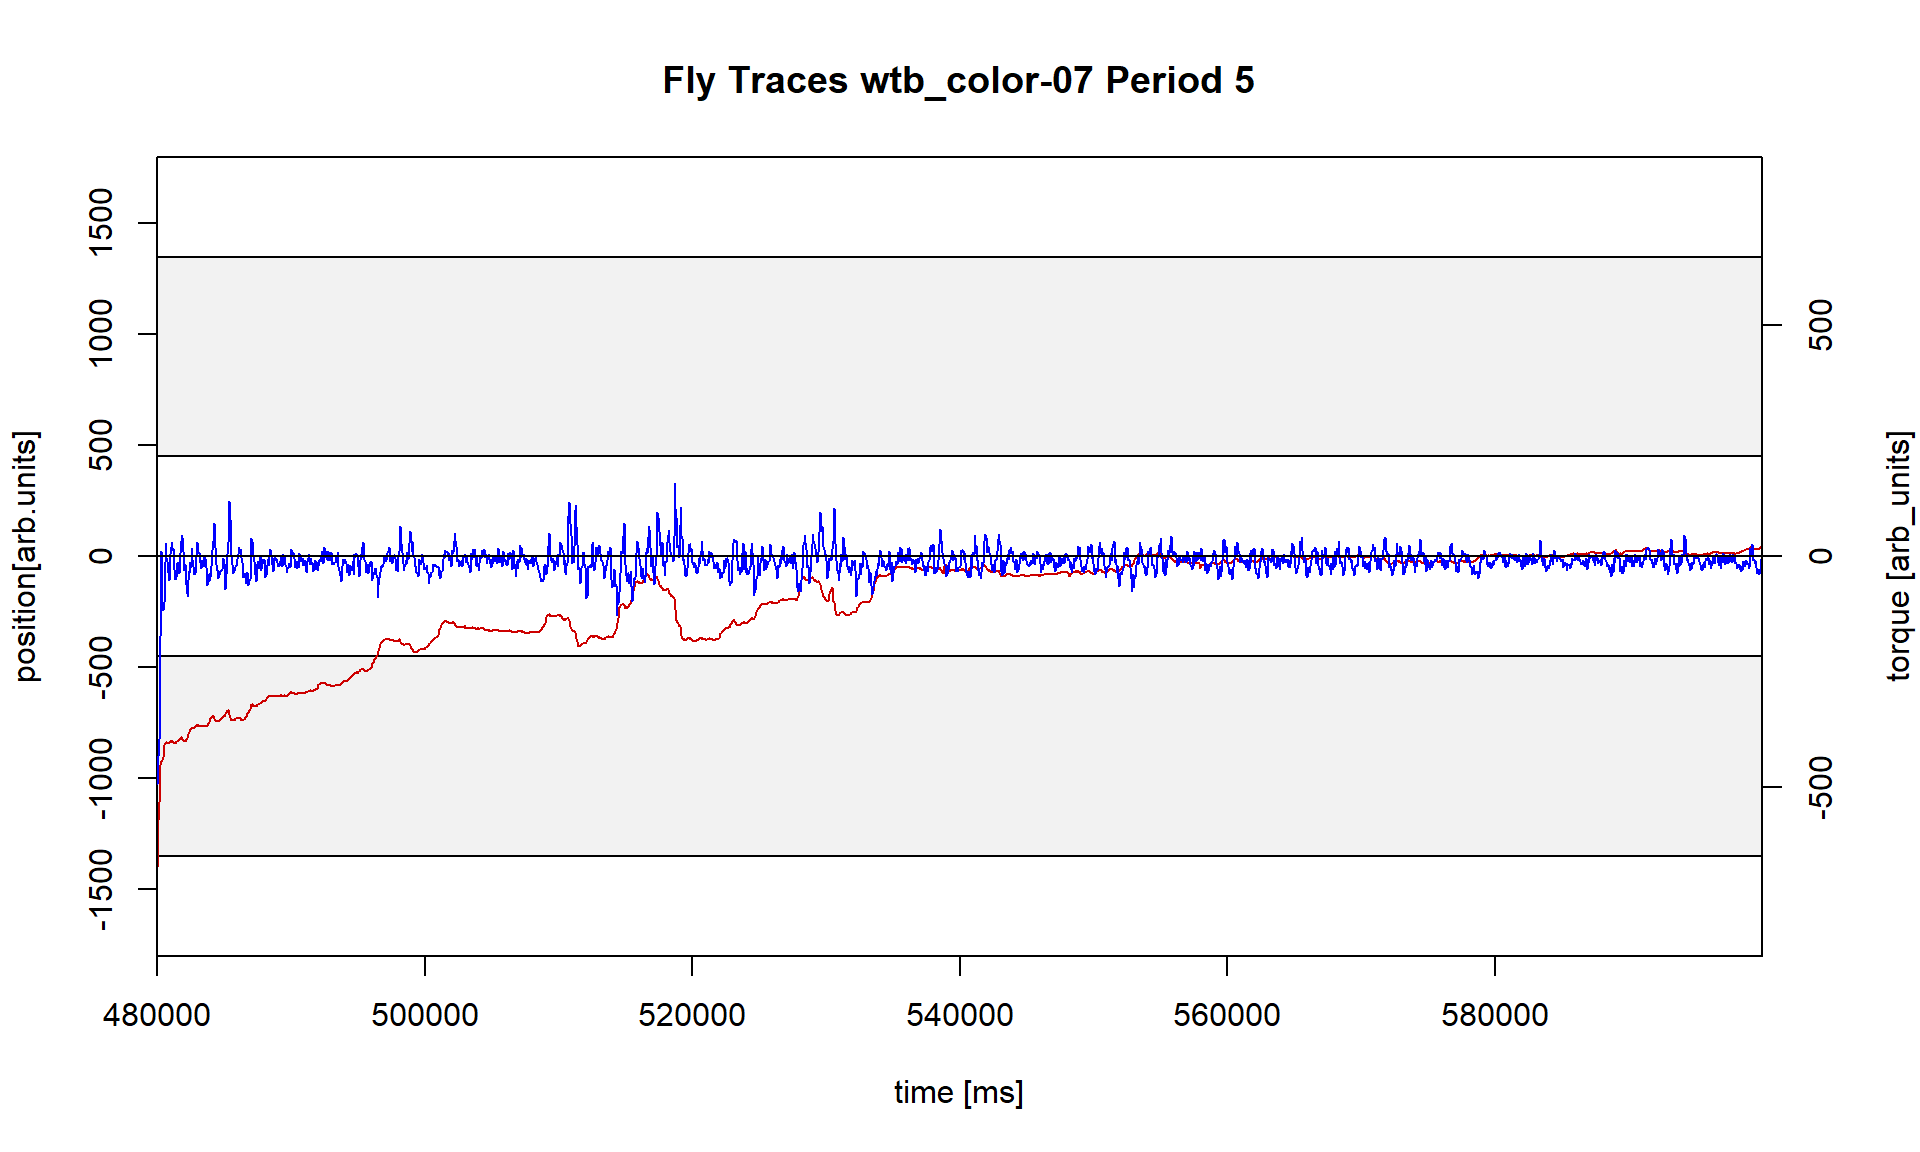 Fly Traces wtb_color-07 Period 5
position[arb.units]
1500
1000
500
0
-500
-1000
-1500
500
0
-500
torque [arb_units]
480000 500000 520000 540000 560000 580000
time [ms]